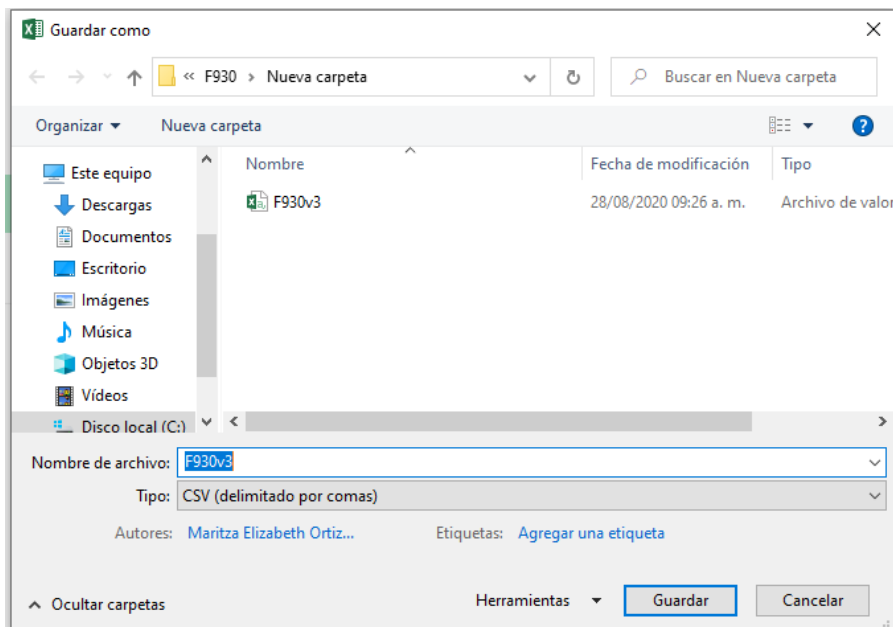 Guardar como
« F930 > Nueva carpeta
Buscar en Nueva carpeta
Organizar
Nueva carpeta
Nombre
Fecha de modificación
Tipo
Este equipo
Descargas
Documentos
Escritorio
Imágenes
Música
Objetos 3D
Vídeos
Disco local (C:)
F930v3
28/08/2020 09:26 a. m.
Archivo de valor
Nombre de archivo: F930v3
Tipo: CSV (delimitado por comas)
Autores: Maritza Elizabeth Ortiz...
Etiquetas: Agregar una etiqueta
Ocultar carpetas
Herramientas
Guardar
Cancelar